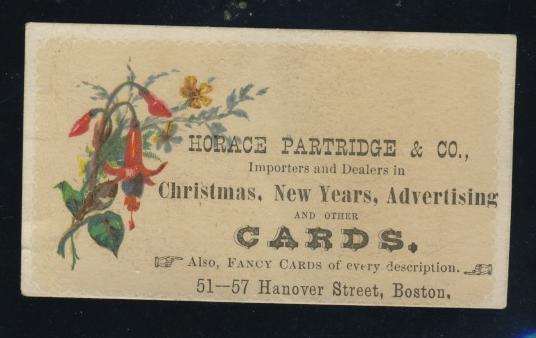 HORACE PARTRIDGE & CO.,
Importers and Dealers in
Christmas, New Years, Advertising
AND OTHER
CARDS.
Also, FANCY CARDS of every description.
51--57 Hanover Street, Boston.